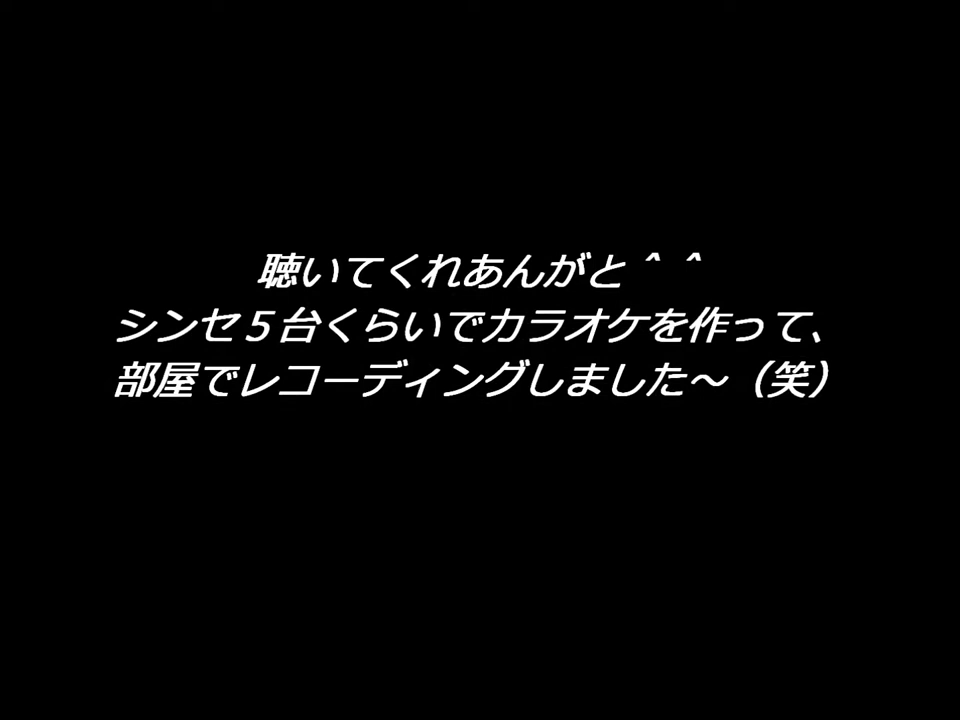 聴いてくれあんがと＾＾
シンセ５台くらいでカラオケを作って、
部屋でレコーディングしました～（笑）